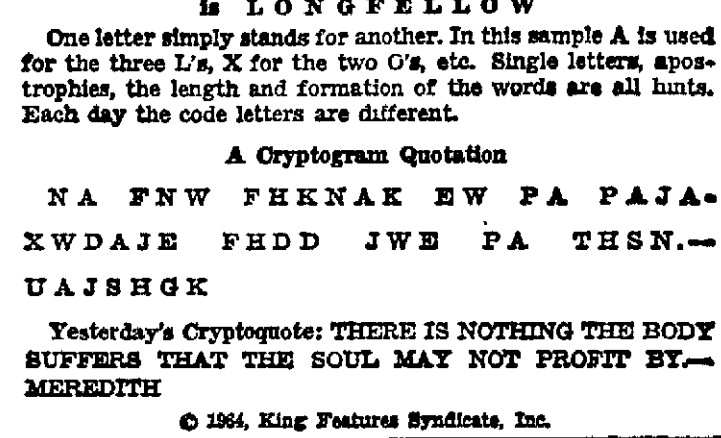 is LONGFELLOW
One letter simply stands for another. In this sample A is used
for the three L's, X for the two O's, etc. Single letters, apos-
trophies, the length and formation of the words are all hints.
Each day the code letters are different.
A Cryptogram Quotation
NA FNW FHKNAK EW PA PAJA-
XWDAJE FHDD JWE PA THSN.—
UAJSHGK
Yesterday's Cryptoquote: THERE IS NOTHING THE BODY
SUFFERS THAT THE SOUL MAY NOT PROFIT BY.—
MEREDITH
© 1964, King Features Syndicate, Inc.